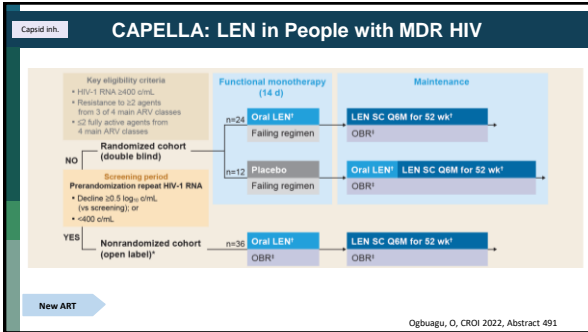 Capsid inh.
CAPELLA: LEN in People with MDR HIV
Key eligibility criteria
• HIV-1 RNA ≥400 c/mL
• Resistance to ≥2 agents
from 3 of 4 main ARV classes
• ≤2 fully active agents from
4 main ARV classes
Functional monotherapy
(14 d)
Maintenance
Randomized cohort
(double blind)
n=24
Oral LEN†
Failing regimen
LEN SC Q6M for 52 wk†
OBR‡
NO
n=12
Placebo
Failing regimen
Oral LEN† LEN SC Q6M for 52 wk†
OBR‡
Screening period
Prerandomization repeat HIV-1 RNA
• Decline ≥0.5 log₁₀ c/mL
(vs screening); or
• <400 c/mL
YES
Nonrandomized cohort
(open label)*
n=36
Oral LEN†
OBR‡
LEN SC Q6M for 52 wk†
OBR‡
New ART
Ogbuagu, O, CROI 2022, Abstract 491